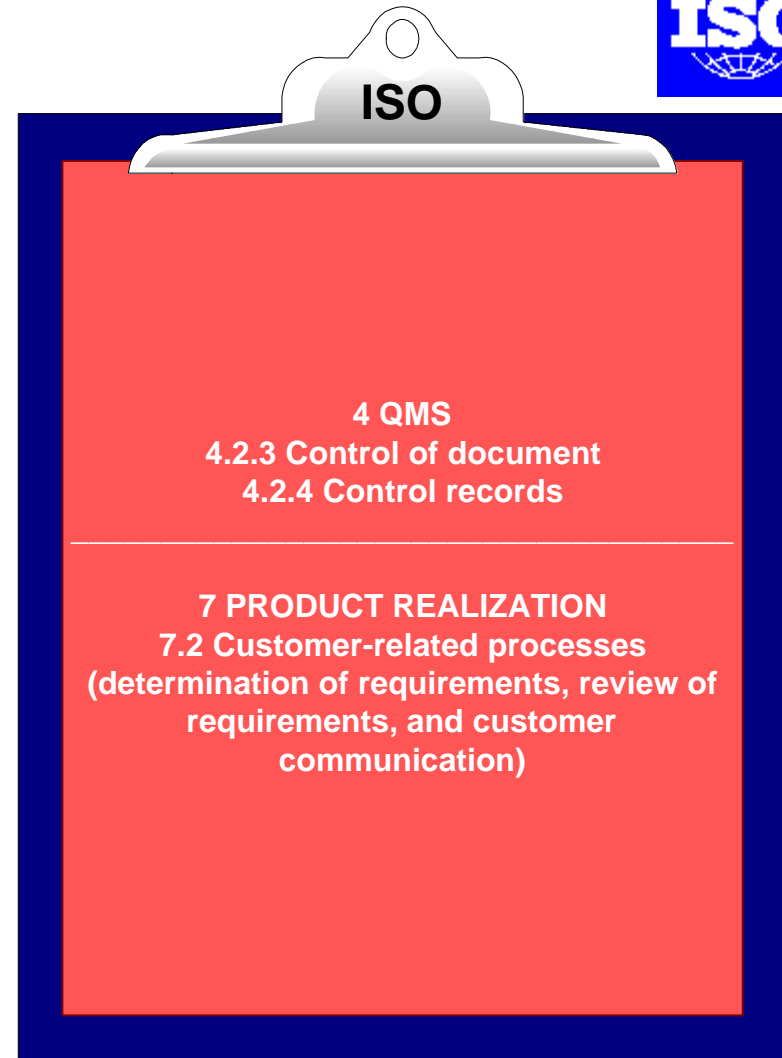 ISO
ISO
4 QMS
4.2.3 Control of document
4.2.4 Control records
7 PRODUCT REALIZATION
7.2 Customer-related processes
(determination of requirements, review of
requirements, and customer
communication)